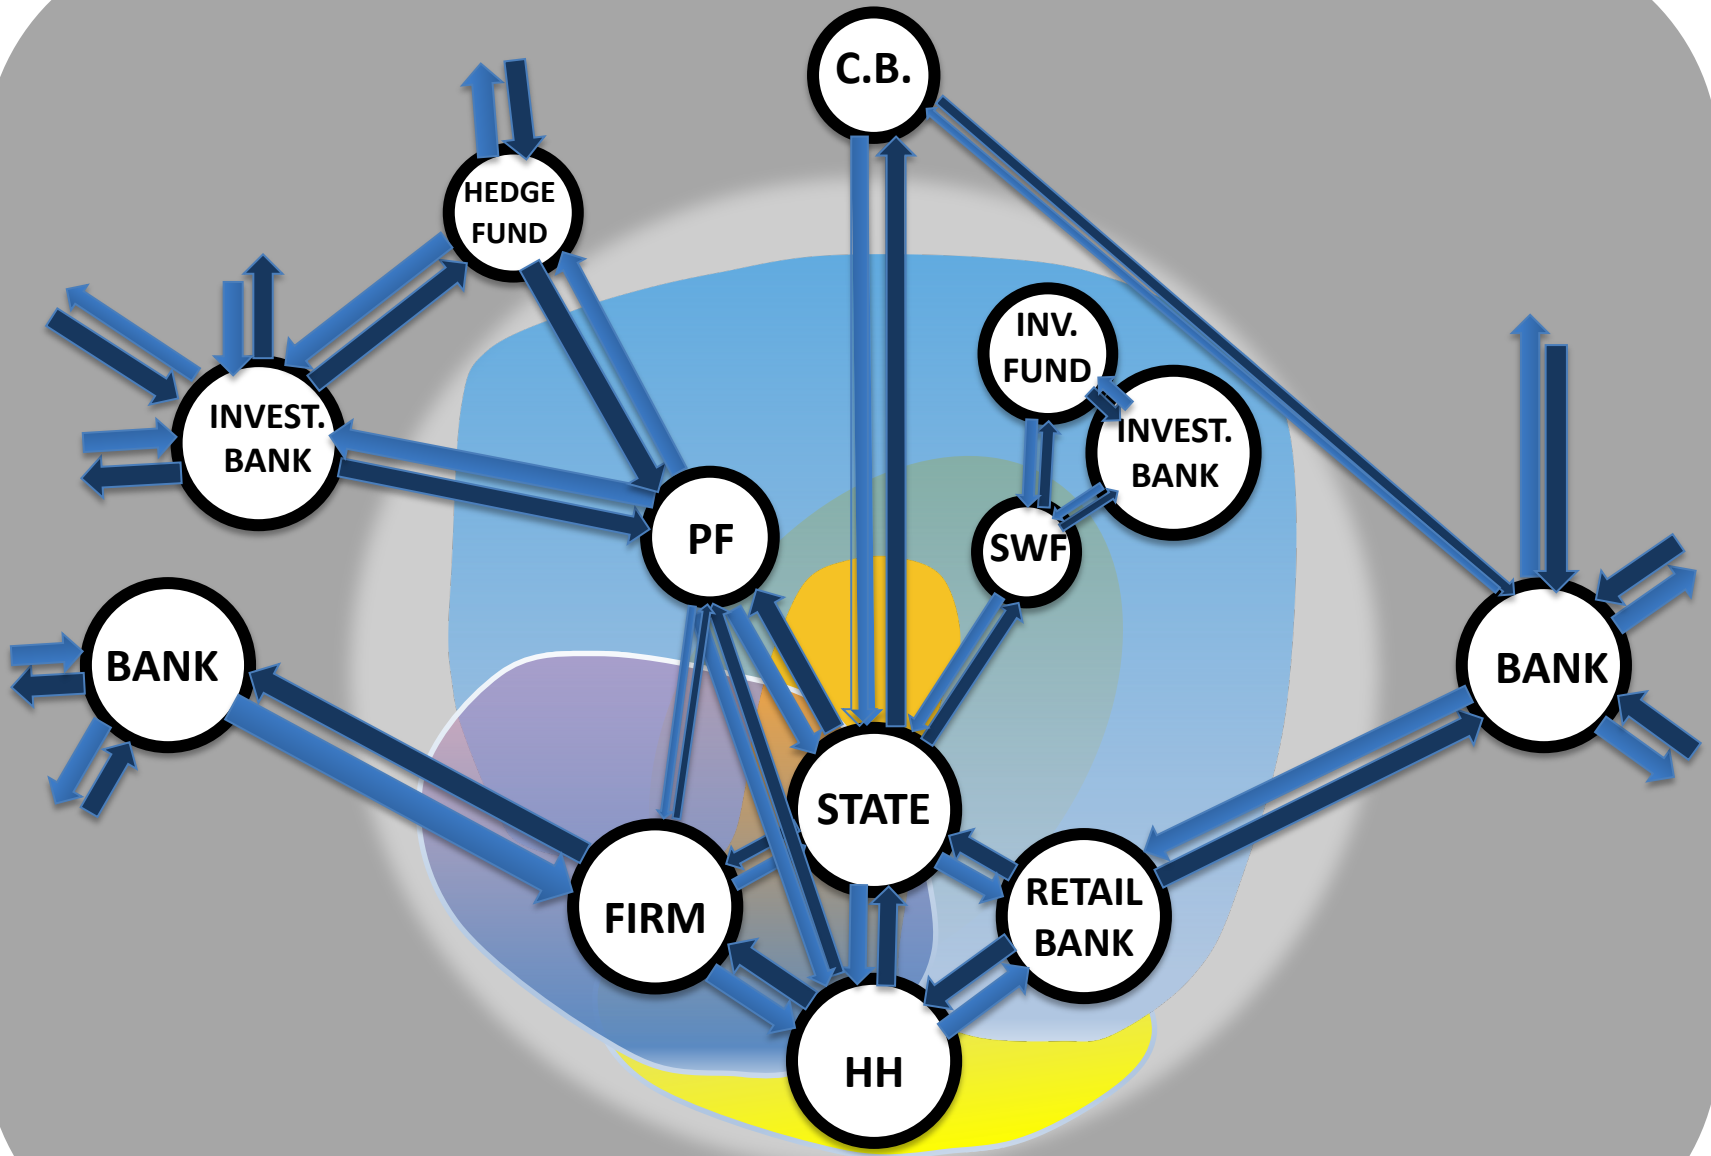 C.B.
HEDGE
FUND
INV.
FUND
INVEST.
BANK
INVEST.
BANK
PF
SWF
BANK
BANK
STATE
FIRM
RETAIL
BANK
HH